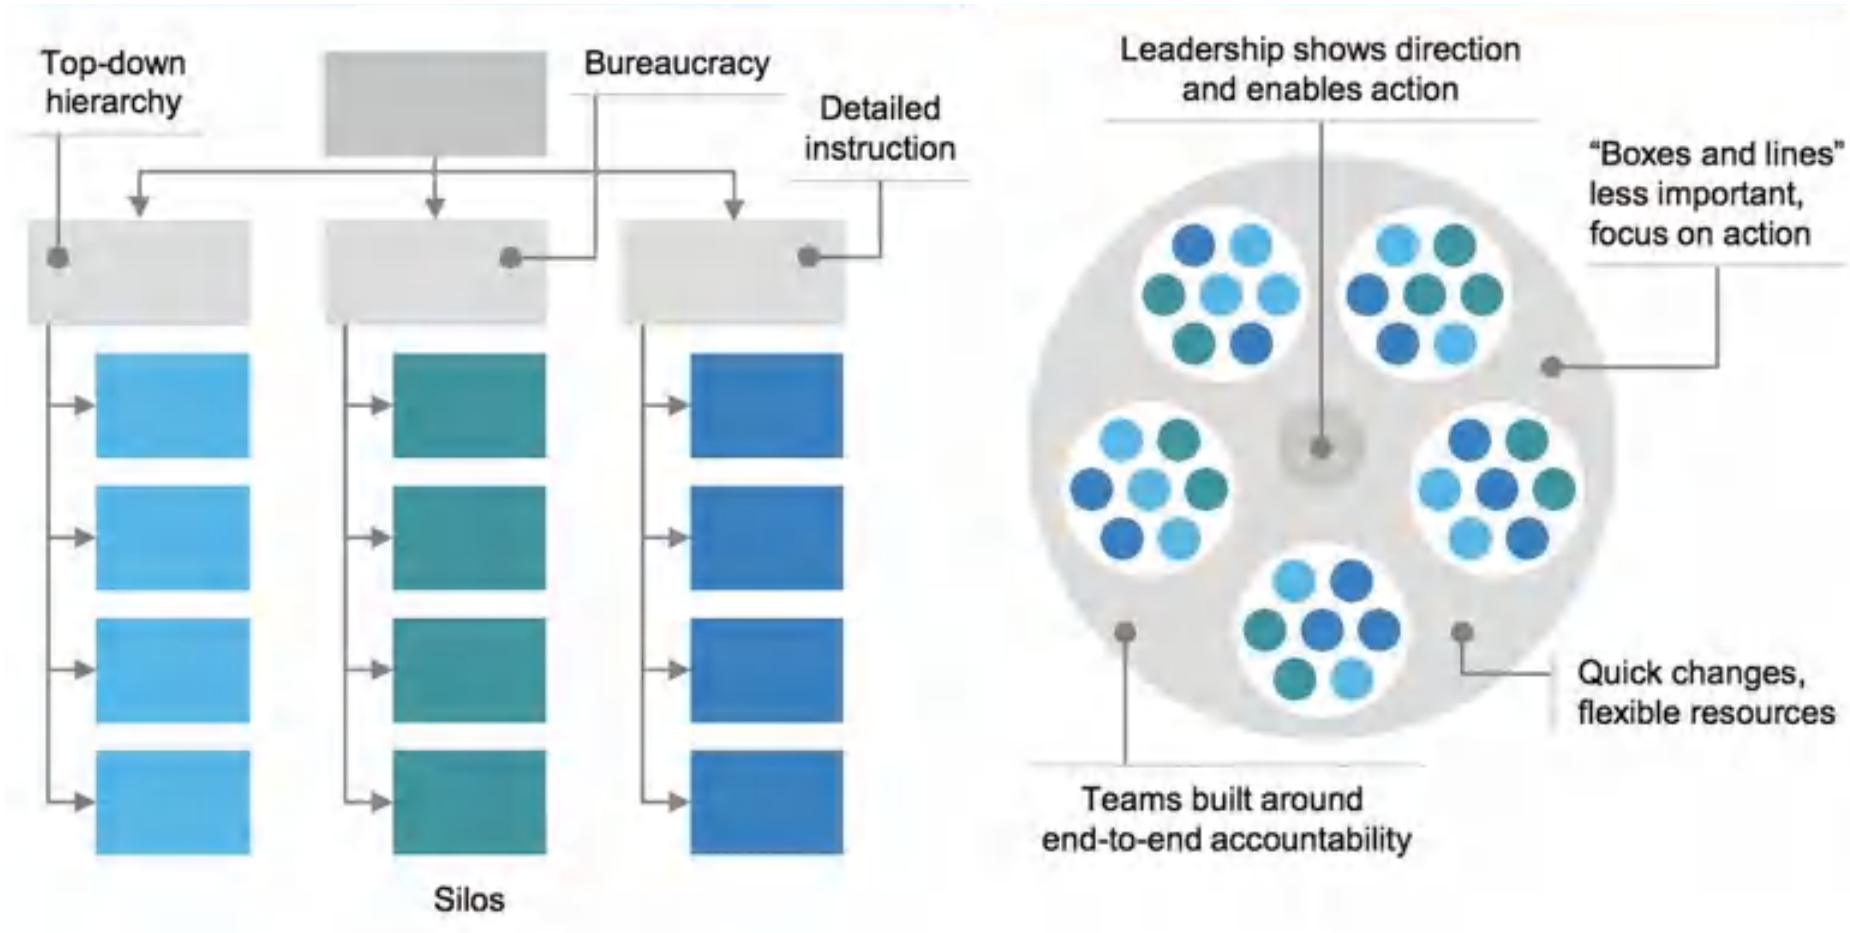 Top-down
hierarchy
Bureaucracy
Detailed
instruction
Silos
Leadership shows direction
and enables action
“Boxes and lines”
less important,
focus on action
Quick changes,
flexible resources
Teams built around
end-to-end accountability